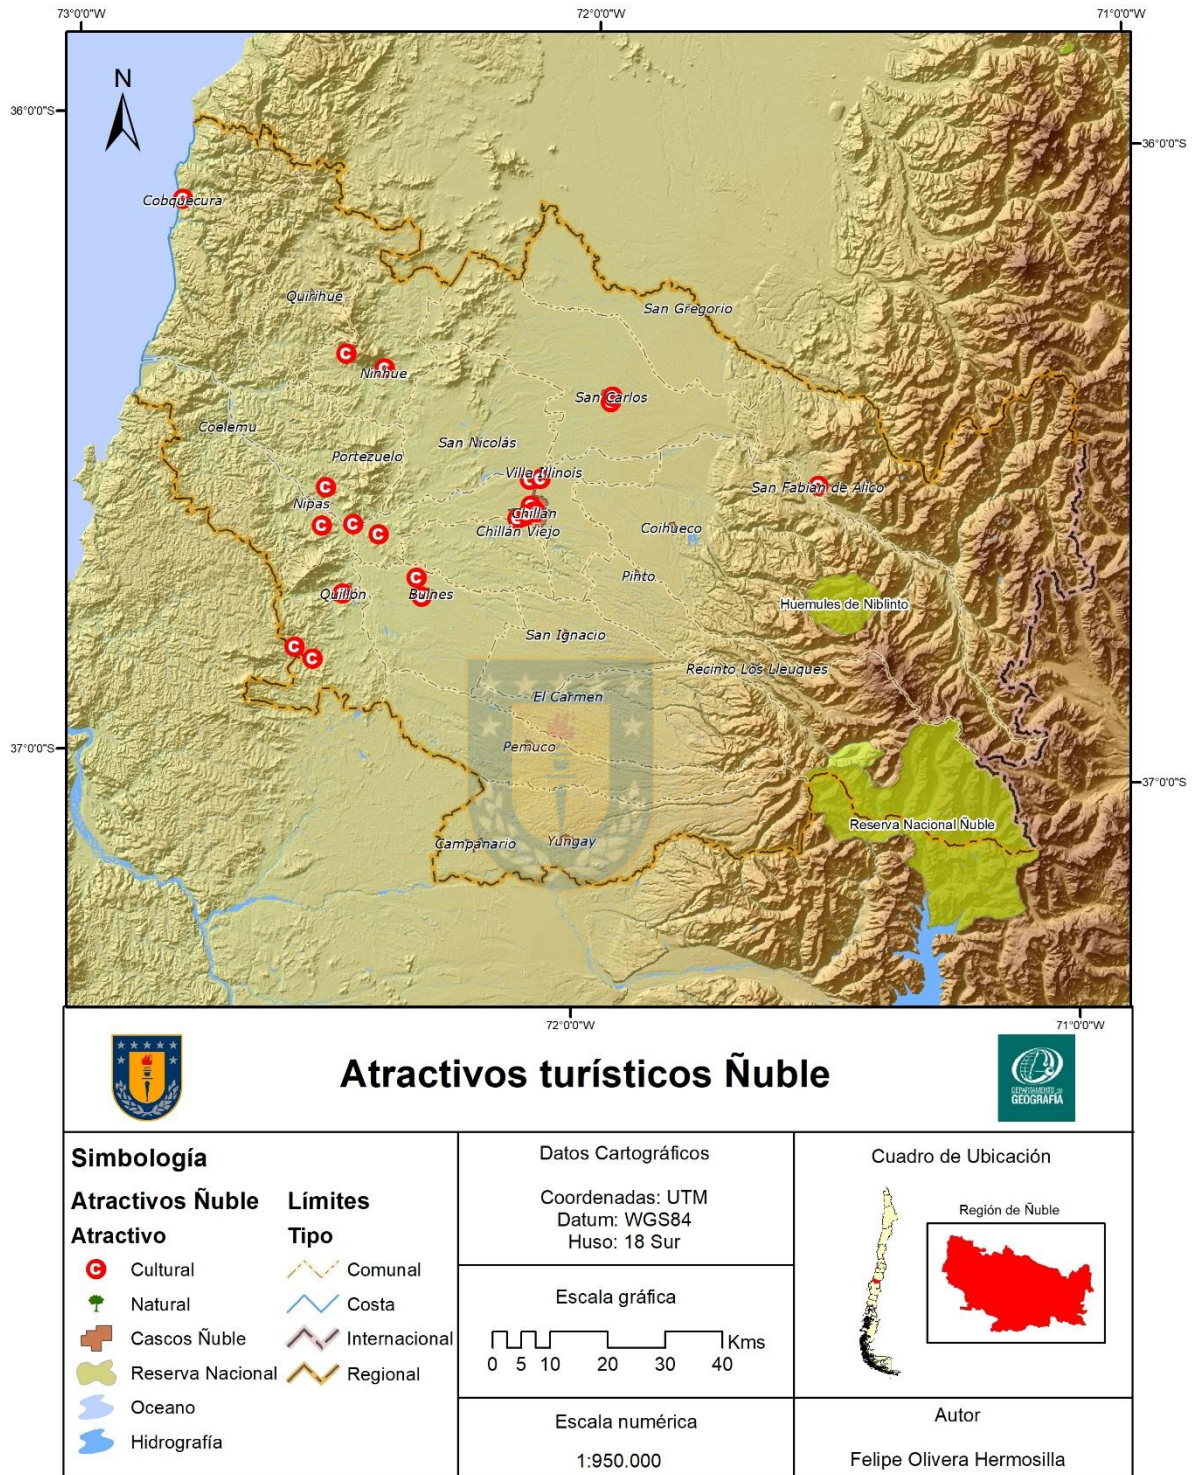 73°0'0"W
72°0'0"W
71°0'0"W
36°0'0"S
36°0'0"S
N
Cobquecura
Quirihue
San Gregorio
Ninhue
San Carlos
Coelemu
San Nicolás
Portezuelo
Villa Illinois
San Fabián de Alico
Ñipas
Chillán
Chillán Viejo
Coihueco
Pinto
Quillón
Bulnes
Huemules de Niblinto
San Ignacio
Recinto Los Lleuques
El Carmen
Pemuco
37°0'0"S
37°0'0"S
Reserva Nacional Ñuble
Campanario
Yungay
72°0'0"W
71°0'0"W
Atractivos turísticos Ñuble
DEPARTAMENTO DE
GEOGRAFÍA
Simbología
Atractivos Ñuble
Atractivo
C Cultural
Natural
Cascos Ñuble
Reserva Nacional
Oceano
Hidrografía
Límites
Tipo
Comunal
Costa
Internacional
Regional
Datos Cartográficos
Coordenadas: UTM
Datum: WGS84
Huso: 18 Sur
Escala gráfica
Kms
0 5 10 20 30 40
Escala numérica
1:950.000
Cuadro de Ubicación
Región de Ñuble
Autor
Felipe Olivera Hermosilla